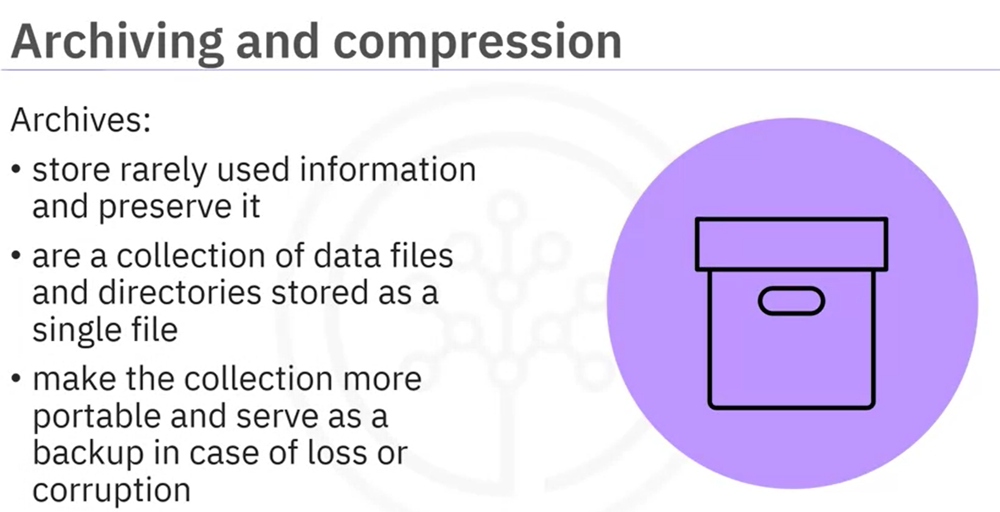 Archiving and compression
Archives:
• store rarely used information
and preserve it
• are a collection of data files
and directories stored as a
single file
• make the collection more
portable and serve as a
backup in case of loss or
corruption